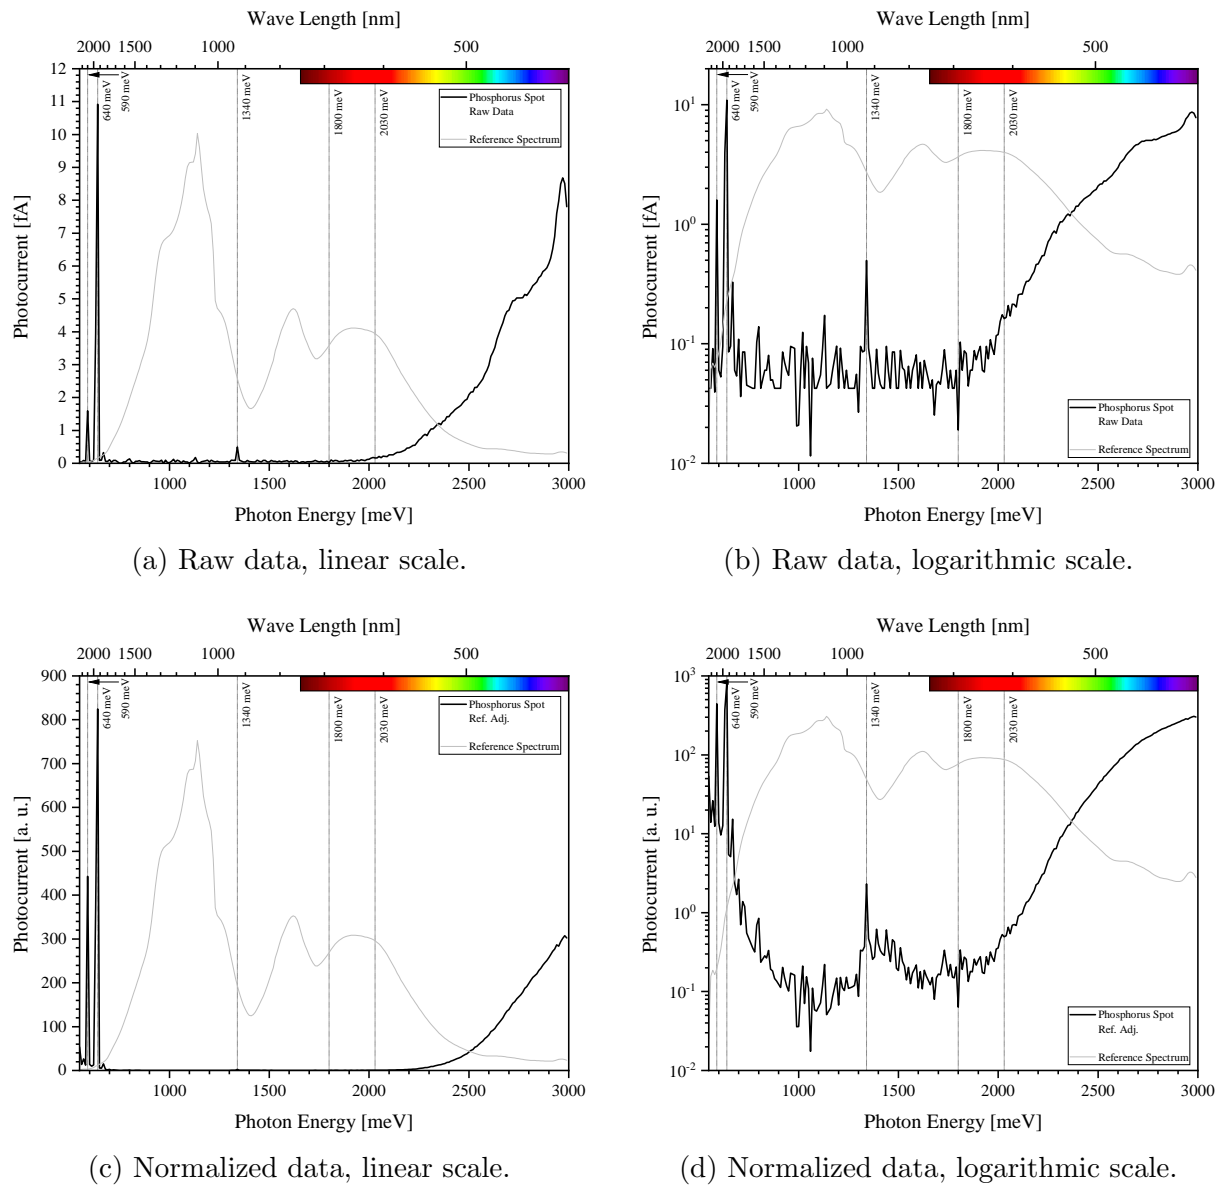 Wave Length [nm]
2000 1500 1000 500
12
11
10
9
8
7
6
5
4
3
2
1
0
Photocurrent [fA]
640 meV
590 meV
1340 meV
1800 meV
2030 meV
Phosphorus Spot
Raw Data
Reference Spectrum
1000 1500 2000 2500 3000
Photon Energy [meV]
(a) Raw data, linear scale.
Wave Length [nm]
2000 1500 1000 500
10^1
10^0
10^-1
10^-2
Photocurrent [fA]
640 meV
590 meV
1340 meV
1800 meV
2030 meV
Phosphorus Spot
Raw Data
Reference Spectrum
1000 1500 2000 2500 3000
Photon Energy [meV]
(b) Raw data, logarithmic scale.
Wave Length [nm]
2000 1500 1000 500
900
800
700
600
500
400
300
200
100
0
Photocurrent [a. u.]
640 meV
590 meV
1340 meV
1800 meV
2030 meV
Phosphorus Spot
Ref. Adj.
Reference Spectrum
1000 1500 2000 2500 3000
Photon Energy [meV]
(c) Normalized data, linear scale.
Wave Length [nm]
2000 1500 1000 500
10^3
10^2
10^1
10^0
10^-1
10^-2
Photocurrent [a. u.]
640 meV
590 meV
1340 meV
1800 meV
2030 meV
Phosphorus Spot
Ref. Adj.
Reference Spectrum
1000 1500 2000 2500 3000
Photon Energy [meV]
(d) Normalized data, logarithmic scale.